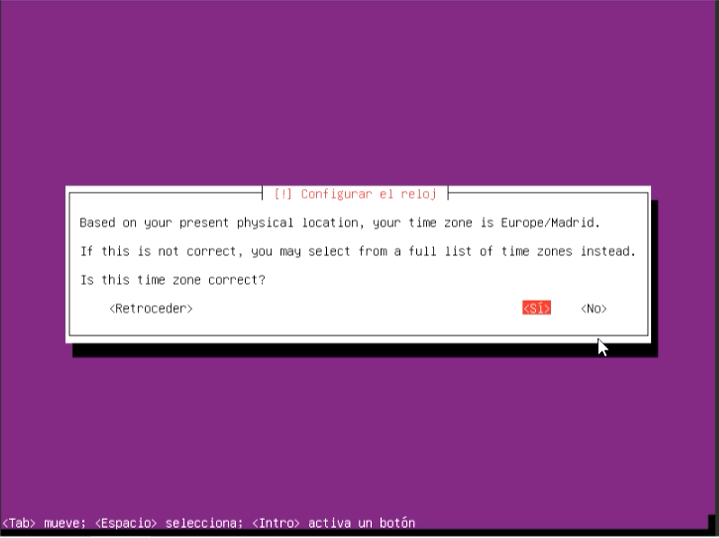 [!] Configurar el reloj
Based on your present physical location, your time zone is Europe/Madrid.
If this is not correct, you may select from a full list of time zones instead.
Is this time zone correct?
<Retroceder> <Sí> <No>
<Tab> mueve; <Espacio> selecciona; <Intro> activa un botón